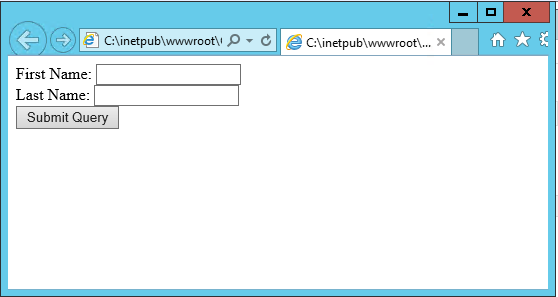 C:\inetpub\wwwroot\
C:\inetpub\wwwroot\...
First Name:
Last Name:
Submit Query